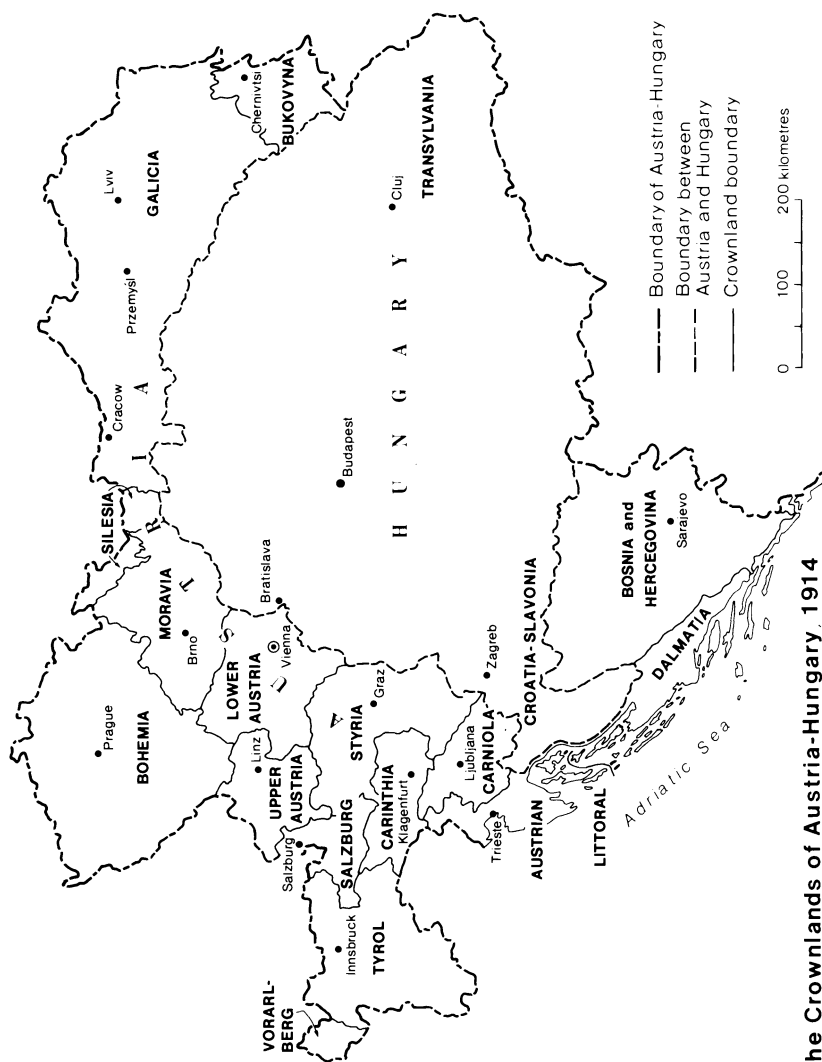 Prague
BOHEMIA
SILESIA
MORAVIA
Brno
Cracow
Przemyśl
Lviv
GALICIA
Chernivtsi
BUKOVYNA
A U S T R I A
LOWER
AUSTRIA
Vienna
Bratislava
UPPER
AUSTRIA
Linz
Salzburg
SALZBURG
VORARL-
BERG
Innsbruck
TYROL
STYRIA
Graz
CARINTHIA
Klagenfurt
Ljubljana
CARNIOLA
Trieste
AUSTRIAN
LITTORAL
Budapest
H U N G A R Y
Cluj
TRANSYLVANIA
Zagreb
CROATIA-SLAVONIA
BOSNIA and
HERCEGOVINA
Sarajevo
DALMATIA
Adriatic Sea
Boundary of Austria-Hungary
Boundary between
Austria and Hungary
Crownland boundary
0 100 200 kilometres
he Crownlands of Austria-Hungary, 1914